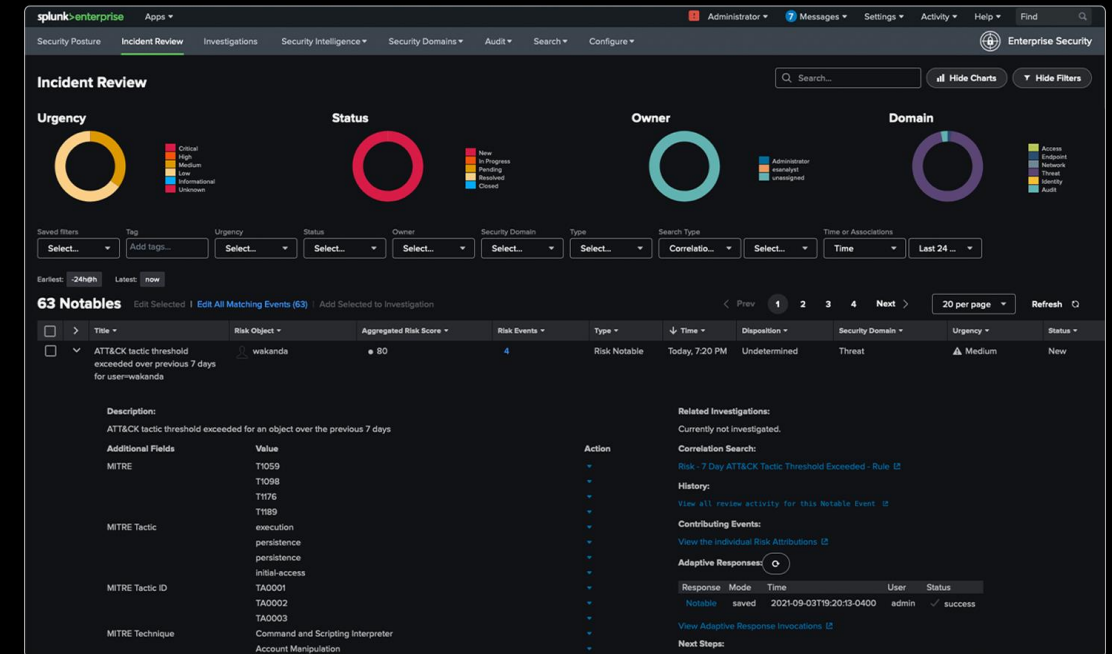 splunk>enterprise Apps ▾ ! Administrator ▾ 7 Messages ▾ Settings ▾ Activity ▾ Help ▾ Find
Security Posture Incident Review Investigations Security Intelligence ▾ Security Domains ▾ Audit ▾ Search ▾ Configure ▾ Enterprise Security
Incident Review Search... Hide Charts Hide Filters
Urgency Status Owner Domain
Critical
High
Medium
Low
Informational
Unknown
New
In Progress
Pending
Resolved
Closed
Administrator
esanalyst
unassigned
Access
Endpoint
Network
Threat
Identity
Audit
Saved filters Tag Urgency Status Owner Security Domain Type Search Type Time or Associations
Select... Add tags... Select... Select... Select... Select... Select... Correlatio... Select... Time Last 24 ...
Earliest: -24h@h Latest: now
63 Notables Edit Selected | Edit All Matching Events (63) | Add Selected to Investigation < Prev 1 2 3 4 Next > 20 per page Refresh
Title Risk Object Aggregated Risk Score Risk Events Type Time Disposition Security Domain Urgency Status
ATT&CK tactic threshold wakanda 80 4 Risk Notable Today, 7:20 PM Undetermined Threat Medium New
exceeded over previous 7 days
for user=wakanda
Description:
ATT&CK tactic threshold exceeded for an object over the previous 7 days
Additional Fields Value Action
MITRE T1059
T1098
T1176
T1189
MITRE Tactic execution
persistence
persistence
initial-access
MITRE Tactic ID TA0001
TA0002
TA0003
MITRE Technique Command and Scripting Interpreter
Account Manipulation
Related Investigations:
Currently not investigated.
Correlation Search:
Risk - 7 Day ATT&CK Tactic Threshold Exceeded - Rule
History:
View all review activity for this Notable Event
Contributing Events:
View the individual Risk Attributions
Adaptive Responses:
Response Mode Time User Status
Notable saved 2021-09-03T19:20:13-0400 admin success
View Adaptive Response Invocations
Next Steps: